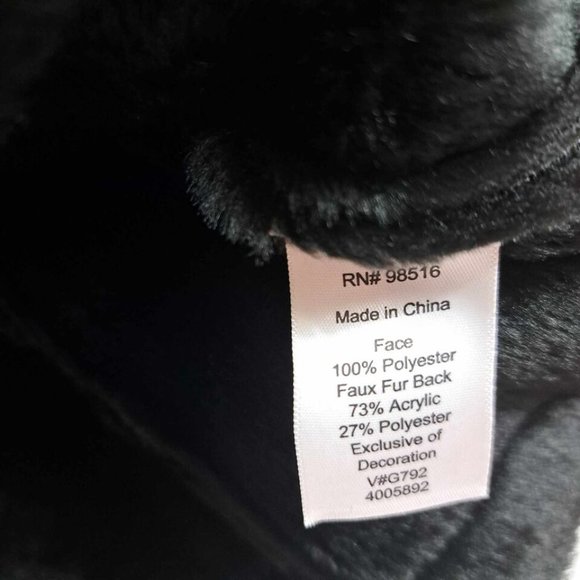 RN# 98516
Made in China
Face
100% Polyester
Faux Fur Back
73% Acrylic
27% Polyester
Exclusive of
Decoration
V#G792
4005892